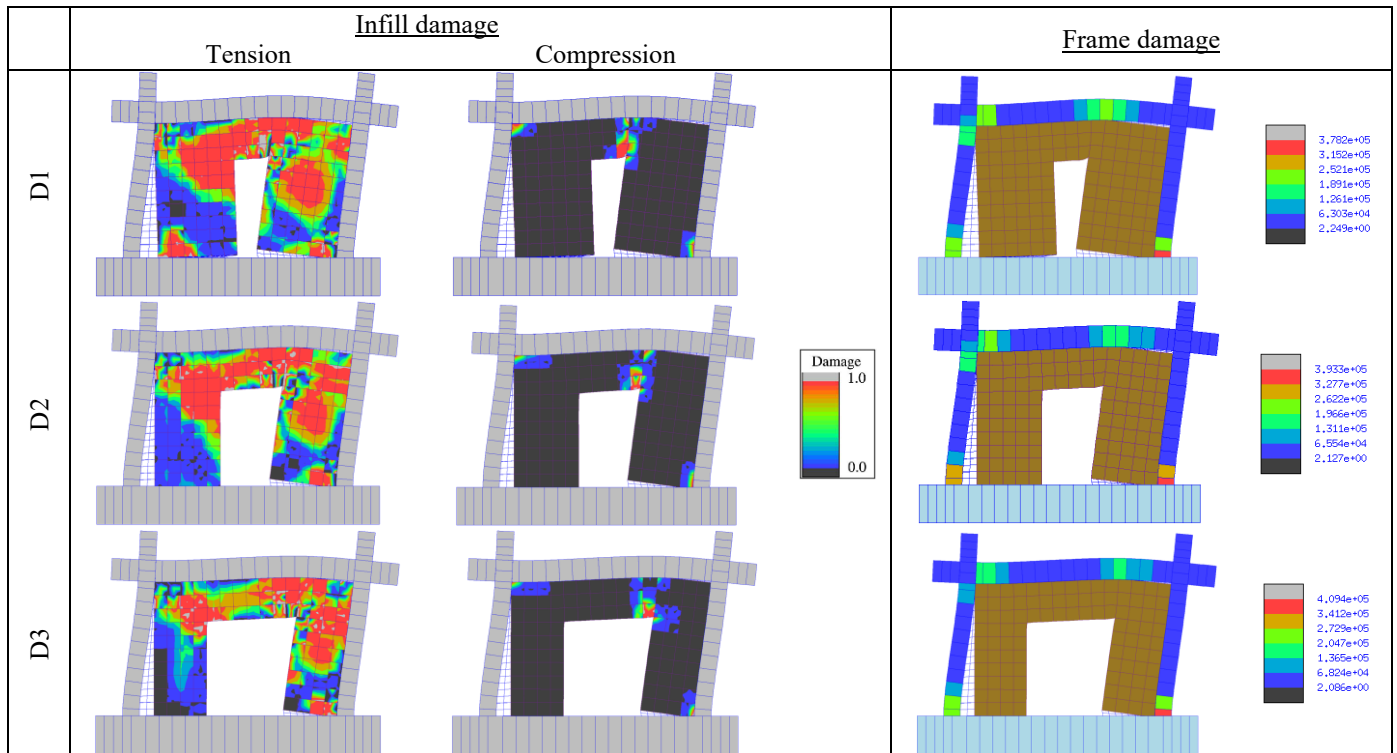 Infill damage
Tension
Compression
Frame damage
D1
3.782e+05
3.152e+05
2.521e+05
1.891e+05
1.261e+05
6.303e+04
2.249e+00
D2
Damage
1.0
0.0
3.933e+05
3.277e+05
2.622e+05
1.966e+05
1.311e+05
6.554e+04
2.127e+00
D3
4.094e+05
3.412e+05
2.729e+05
2.047e+05
1.365e+05
6.824e+04
2.086e+00